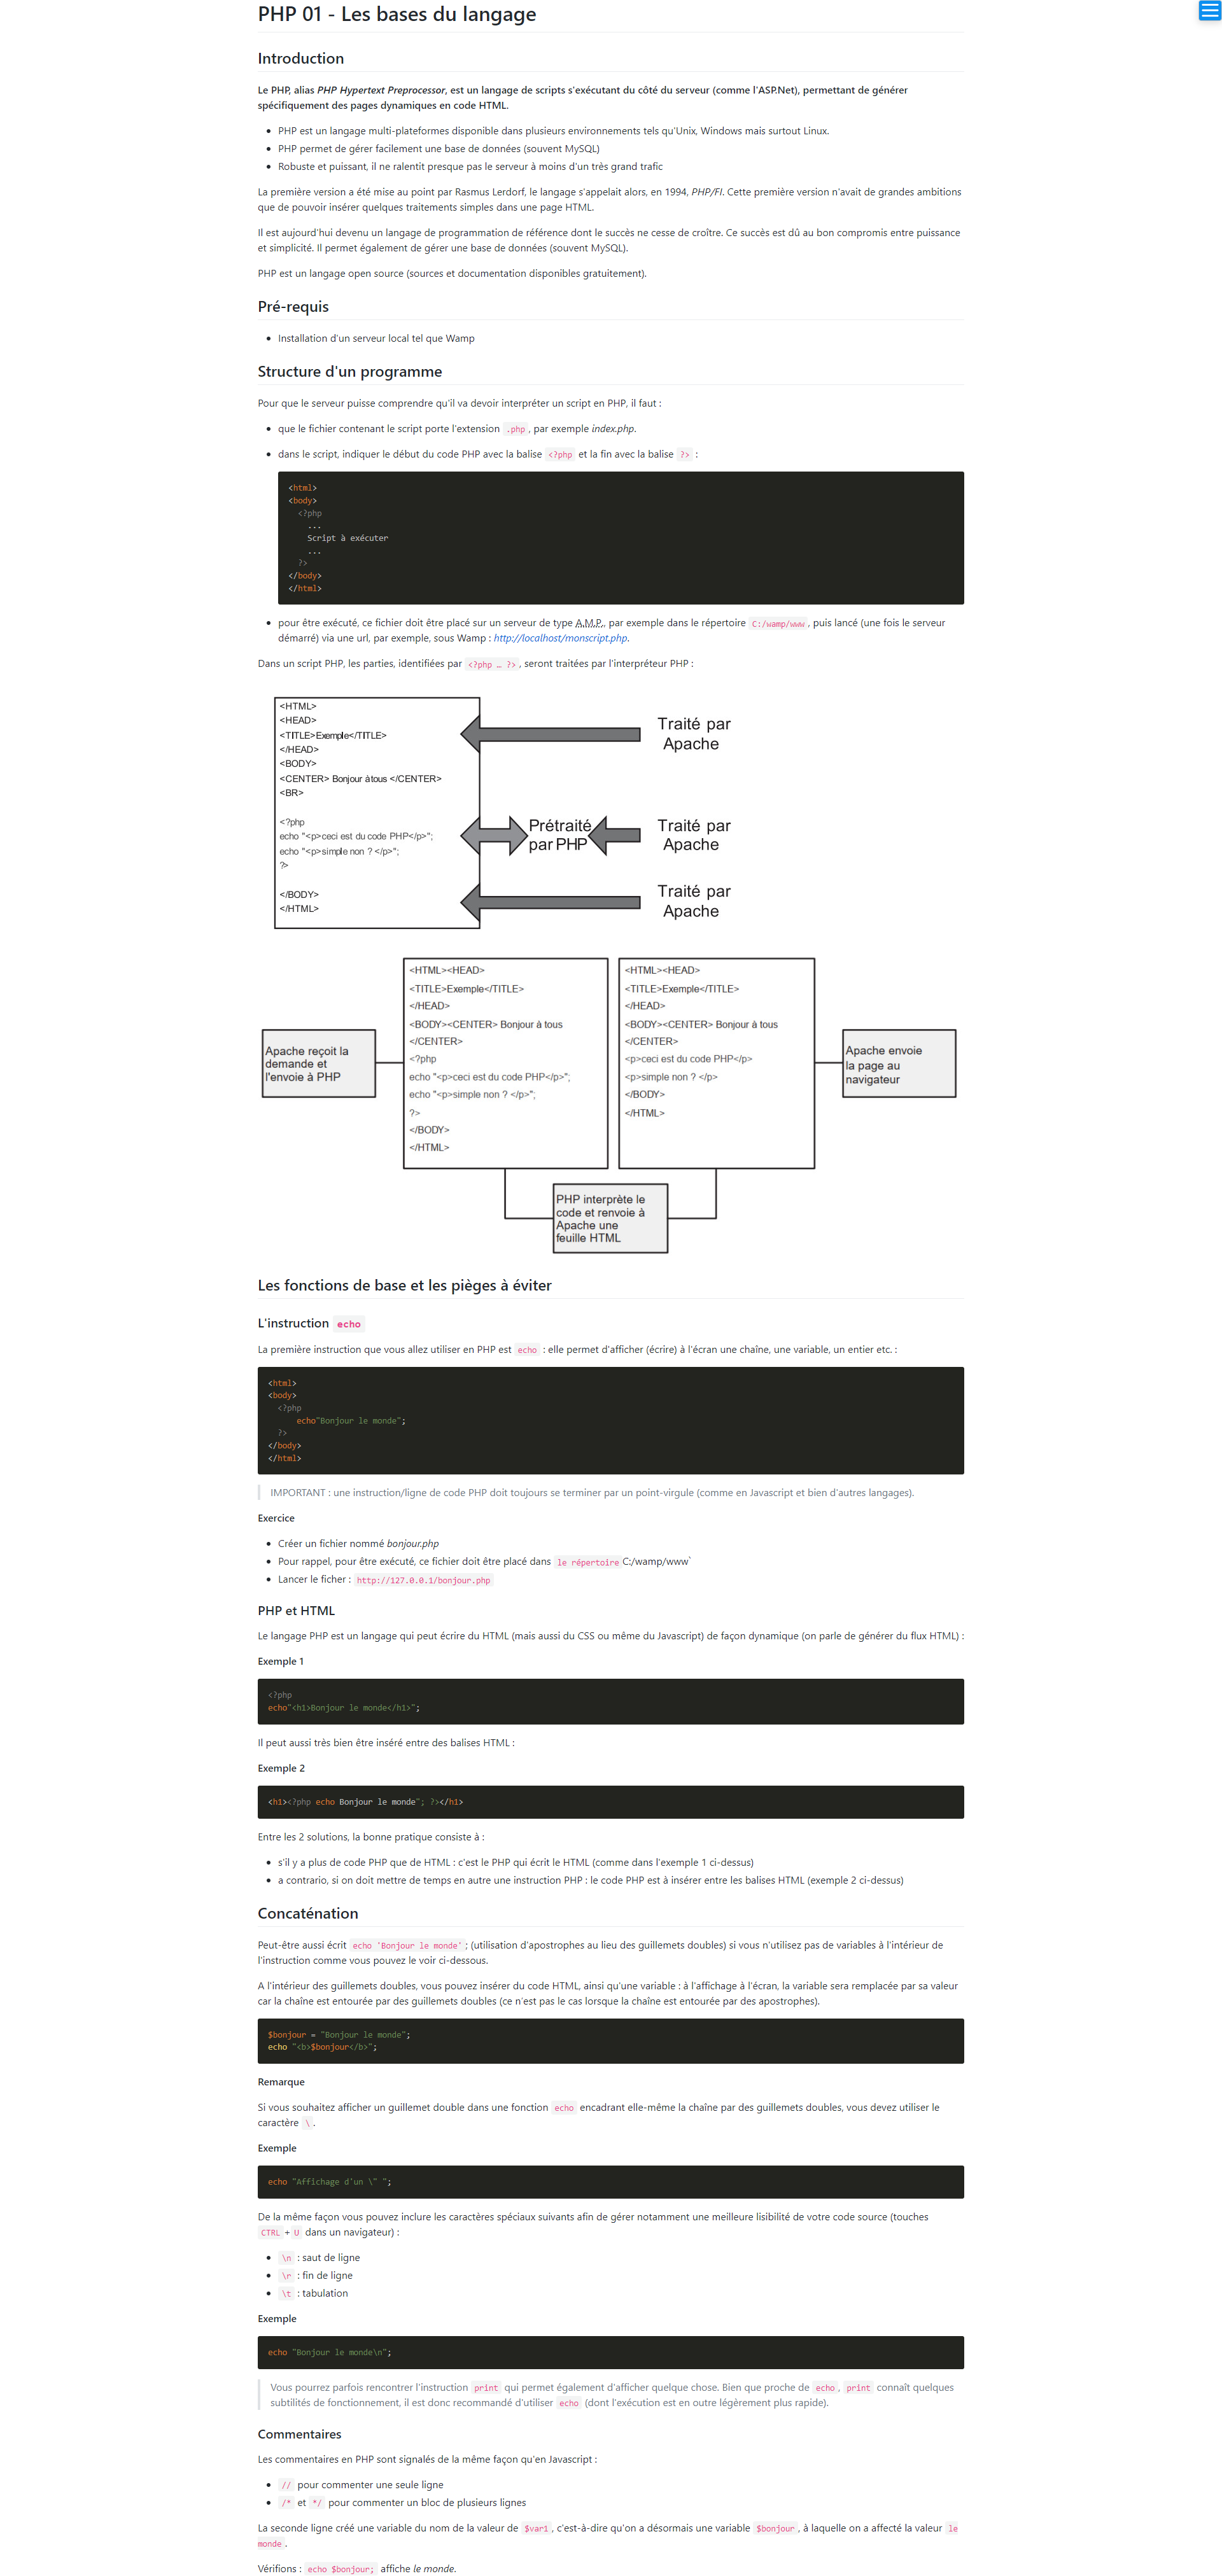 PHP 01 - Les bases du langage
Introduction
Le PHP, alias PHP Hypertext Preprocessor, est un langage de scripts s'exécutant du côté du serveur (comme l'ASP.Net), permettant de générer
spécifiquement des pages dynamiques en code HTML.
PHP est un langage multi-plateformes disponible dans plusieurs environnements tels qu'Unix, Windows mais surtout Linux.
PHP permet de gérer facilement une base de données (souvent MySQL)
Robuste et puissant, il ne ralentit presque pas le serveur à moins d'un très grand trafic
La première version a été mise au point par Rasmus Lerdorf, le langage s'appelait alors, en 1994, PHP/FI. Cette première version n'avait de grandes ambitions
que de pouvoir insérer quelques traitements simples dans une page HTML.
Il est aujourd'hui devenu un langage de programmation de référence dont le succès ne cesse de croître. Ce succès est dû au bon compromis entre puissance
et simplicité. Il permet également de gérer une base de données (souvent MySQL).
PHP est un langage open source (sources et documentation disponibles gratuitement).
Pré-requis
Installation d'un serveur local tel que Wamp
Structure d'un programme
Pour que le serveur puisse comprendre qu'il va devoir interpréter un script en PHP, il faut :
que le fichier contenant le script porte l'extension .php, par exemple index.php.
dans le script, indiquer le début du code PHP avec la balise <?php et la fin avec la balise ?> :
<html>
<body>
<?php
...
Script à exécuter
...
?>
</body>
</html>
pour être exécuté, ce fichier doit être placé sur un serveur de type A.M.P., par exemple dans le répertoire C:/wamp/www, puis lancé (une fois le serveur
démarré) via une url, par exemple, sous Wamp : http://localhost/monscript.php.
Dans un script PHP, les parties, identifiées par <?php … ?>, seront traitées par l'interpréteur PHP :
<HTML>
<HEAD>
<TITLE>Exemple</TITLE>
</HEAD>
<BODY>
<CENTER> Bonjour à tous </CENTER>
<BR>
<?php
echo "<p>ceci est du code PHP</p>";
echo "<p>simple non ? </p>";
?>
</BODY>
</HTML>
Traité par
Apache
Prétraité
par PHP
Traité par
Apache
Traité par
Apache
Apache reçoit la
demande et
l'envoie à PHP
<HTML><HEAD>
<TITLE>Exemple</TITLE>
</HEAD>
<BODY><CENTER> Bonjour à tous
</CENTER>
<?php
echo "<p>ceci est du code PHP</p>";
echo "<p>simple non ? </p>";
?>
</BODY>
</HTML>
<HTML><HEAD>
<TITLE>Exemple</TITLE>
</HEAD>
<BODY><CENTER> Bonjour à tous
</CENTER>
<p>ceci est du code PHP</p>
<p>simple non ? </p>
</BODY>
</HTML>
Apache envoie
la page au
navigateur
PHP interprète le
code et renvoie à
Apache une
feuille HTML
Les fonctions de base et les pièges à éviter
L'instruction echo
La première instruction que vous allez utiliser en PHP est echo : elle permet d'afficher (écrire) à l'écran une chaîne, une variable, un entier etc. :
<html>
<body>
<?php
echo"Bonjour le monde";
?>
</body>
</html>
IMPORTANT : une instruction/ligne de code PHP doit toujours se terminer par un point-virgule (comme en Javascript et bien d'autres langages).
Exercice
Créer un fichier nommé bonjour.php
Pour rappel, pour être exécuté, ce fichier doit être placé dans le répertoire C:/wamp/www`
Lancer le ficher : http://127.0.0.1/bonjour.php
PHP et HTML
Le langage PHP est un langage qui peut écrire du HTML (mais aussi du CSS ou même du Javascript) de façon dynamique (on parle de générer du flux HTML) :
Exemple 1
<?php
echo"<h1>Bonjour le monde</h1>";
Il peut aussi très bien être inséré entre des balises HTML :
Exemple 2
<h1><?php echo Bonjour le monde"; ?></h1>
Entre les 2 solutions, la bonne pratique consiste à :
s'il y a plus de code PHP que de HTML : c'est le PHP qui écrit le HTML (comme dans l'exemple 1 ci-dessus)
a contrario, si on doit mettre de temps en autre une instruction PHP : le code PHP est à insérer entre les balises HTML (exemple 2 ci-dessus)
Concaténation
Peut-être aussi écrit echo 'Bonjour le monde'; (utilisation d'apostrophes au lieu des guillemets doubles) si vous n'utilisez pas de variables à l'intérieur de
l'instruction comme vous pouvez le voir ci-dessous.
A l'intérieur des guillemets doubles, vous pouvez insérer du code HTML, ainsi qu'une variable : à l'affichage à l'écran, la variable sera remplacée par sa valeur
car la chaîne est entourée par des guillemets doubles (ce n'est pas le cas lorsque la chaîne est entourée par des apostrophes).
$bonjour = "Bonjour le monde";
echo "<b>$bonjour</b>";
Remarque
Si vous souhaitez afficher un guillemet double dans une fonction echo encadrant elle-même la chaîne par des guillemets doubles, vous devez utiliser le
caractère \.
Exemple
echo "Affichage d'un \" ";
De la même façon vous pouvez inclure les caractères spéciaux suivants afin de gérer notamment une meilleure lisibilité de votre code source (touches
CTRL + U dans un navigateur) :
\n : saut de ligne
\r : fin de ligne
\t : tabulation
Exemple
echo "Bonjour le monde\n";
Vous pourrez parfois rencontrer l'instruction print qui permet également d'afficher quelque chose. Bien que proche de echo, print connaît quelques
subtilités de fonctionnement, il est donc recommandé d'utiliser echo (dont l'exécution est en outre légèrement plus rapide).
Commentaires
Les commentaires en PHP sont signalés de la même façon qu'en Javascript :
// pour commenter une seule ligne
/* et */ pour commenter un bloc de plusieurs lignes
La seconde ligne créé une variable du nom de la valeur de $var1, c'est-à-dire qu'on a désormais une variable $bonjour, à laquelle on a affecté la valeur le
monde.
Vérifions : echo $bonjour; affiche le monde.